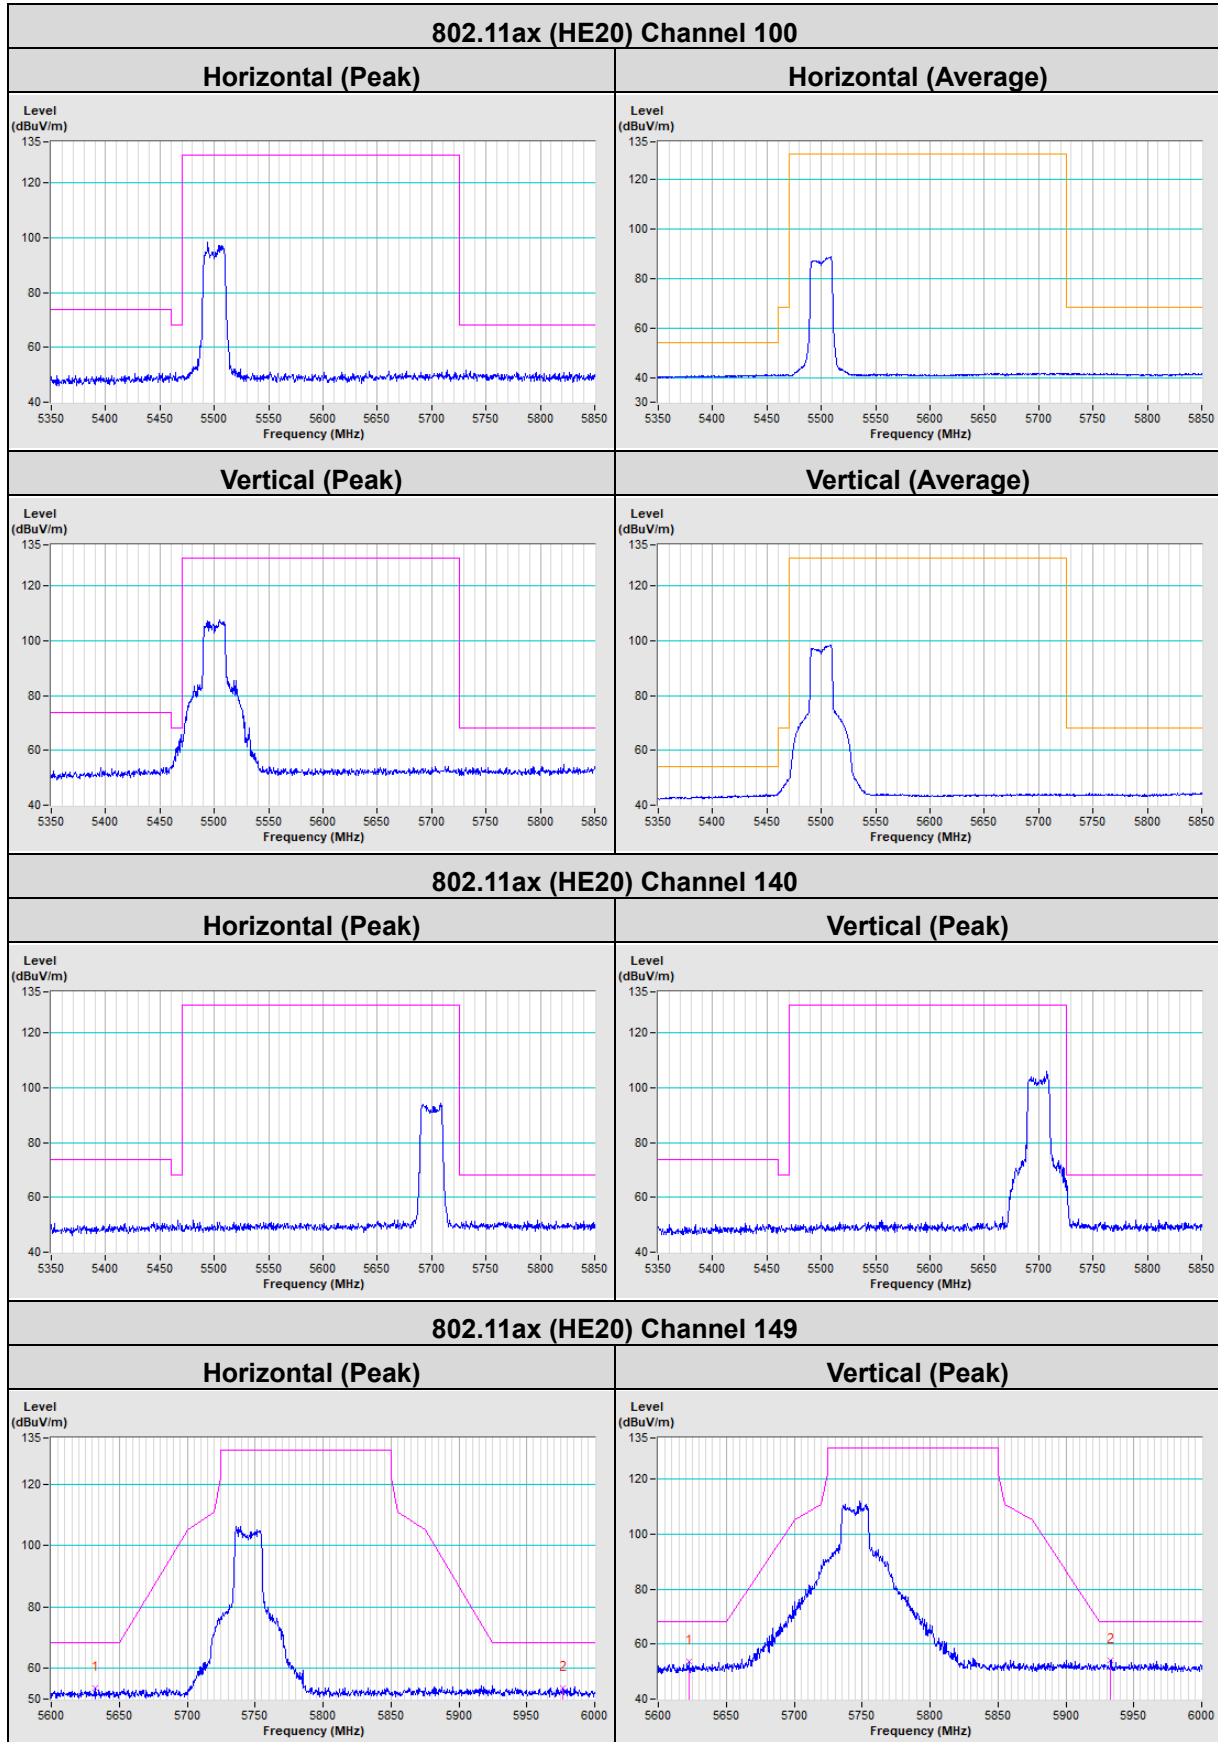 802.11ax (HE20) Channel 100
Horizontal (Peak)
Horizontal (Average)
Level
(dBuV/m)
135
120
100
80
60
40
5350 5400 5450 5500 5550 5600 5650 5700 5750 5800 5850
Frequency (MHz)
Level
(dBuV/m)
135
120
100
80
60
40
30
5350 5400 5450 5500 5550 5600 5650 5700 5750 5800 5850
Frequency (MHz)
Vertical (Peak)
Vertical (Average)
Level
(dBuV/m)
135
120
100
80
60
40
5350 5400 5450 5500 5550 5600 5650 5700 5750 5800 5850
Frequency (MHz)
Level
(dBuV/m)
135
120
100
80
60
40
5350 5400 5450 5500 5550 5600 5650 5700 5750 5800 5850
Frequency (MHz)
802.11ax (HE20) Channel 140
Horizontal (Peak)
Vertical (Peak)
Level
(dBuV/m)
135
120
100
80
60
40
5350 5400 5450 5500 5550 5600 5650 5700 5750 5800 5850
Frequency (MHz)
Level
(dBuV/m)
135
120
100
80
60
40
5350 5400 5450 5500 5550 5600 5650 5700 5750 5800 5850
Frequency (MHz)
802.11ax (HE20) Channel 149
Horizontal (Peak)
Vertical (Peak)
Level
(dBuV/m)
135
120
100
80
60
50
1 2
5600 5650 5700 5750 5800 5850 5900 5950 6000
Frequency (MHz)
Level
(dBuV/m)
135
120
100
80
60
40
1 2
5600 5650 5700 5750 5800 5850 5900 5950 6000
Frequency (MHz)